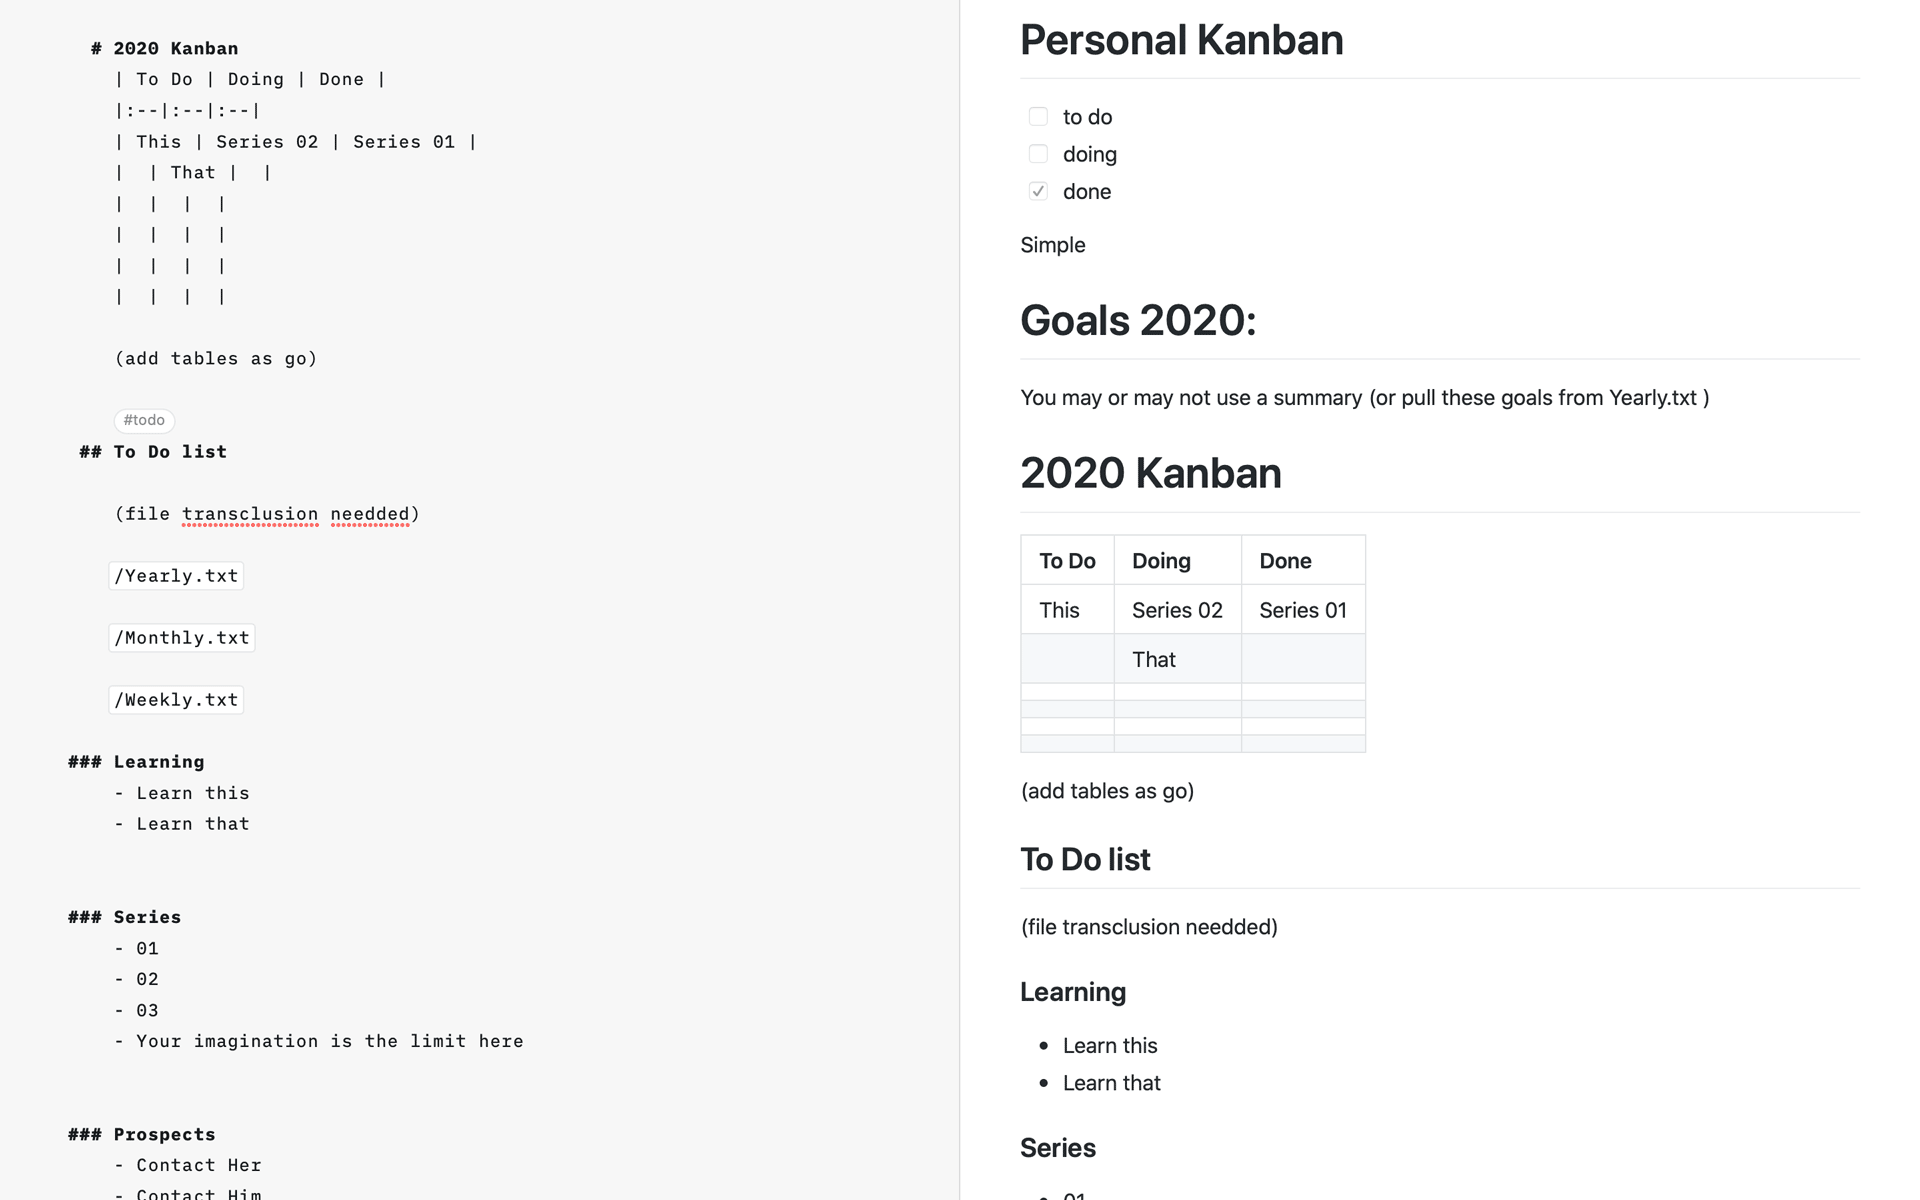 # 2020 Kanban
| To Do | Doing | Done |
|:--|:--|:--|
| This | Series 02 | Series 01 |
|  | That |  |
|  |  |  |
|  |  |  |
|  |  |  |
|  |  |  |
(add tables as go)
#todo
## To Do list
(file transclusion needded)
/Yearly.txt
/Monthly.txt
/Weekly.txt
### Learning
- Learn this
- Learn that
### Series
- 01
- 02
- 03
- Your imagination is the limit here
### Prospects
- Contact Her
- Contact Him
Personal Kanban
to do
doing
done
Simple
Goals 2020:
You may or may not use a summary (or pull these goals from Yearly.txt )
2020 Kanban
To Do Doing Done
This Series 02 Series 01
That
(add tables as go)
To Do list
(file transclusion needded)
Learning
• Learn this
• Learn that
Series
• 01